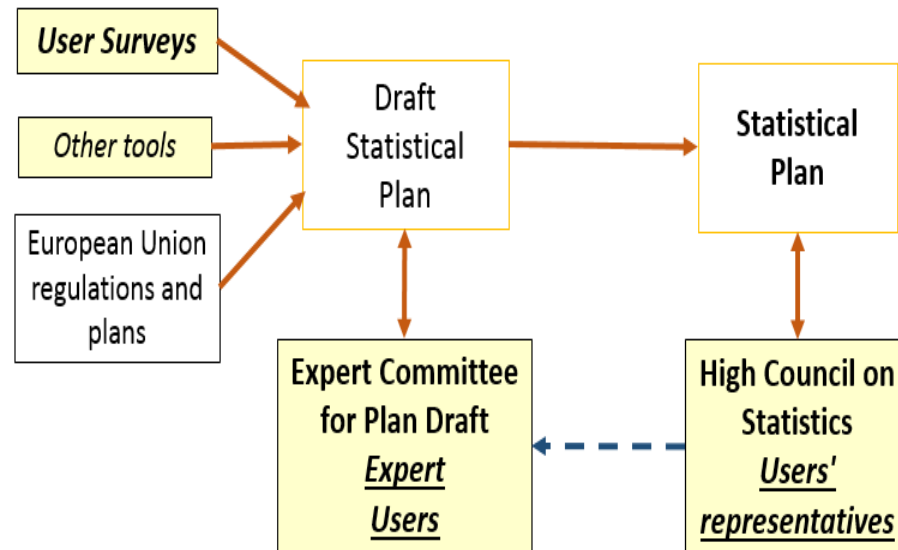 User Surveys
Other tools
European Union
regulations and
plans
Draft
Statistical
Plan
Statistical
Plan
Expert Committee
for Plan Draft
Expert
Users
High Council on
Statistics
Users'
representatives